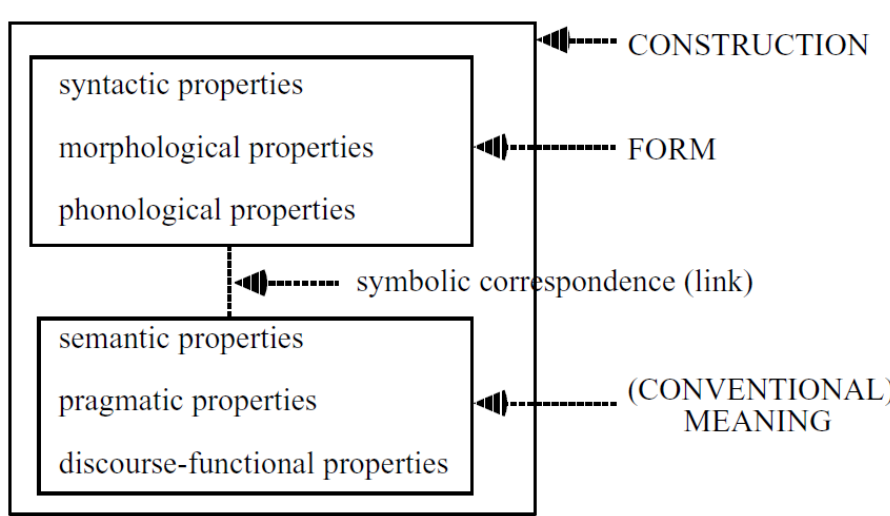 CONSTRUCTION
syntactic properties
morphological properties
FORM
phonological properties
symbolic correspondence (link)
semantic properties
pragmatic properties
(CONVENTIONAL)
MEANING
discourse-functional properties